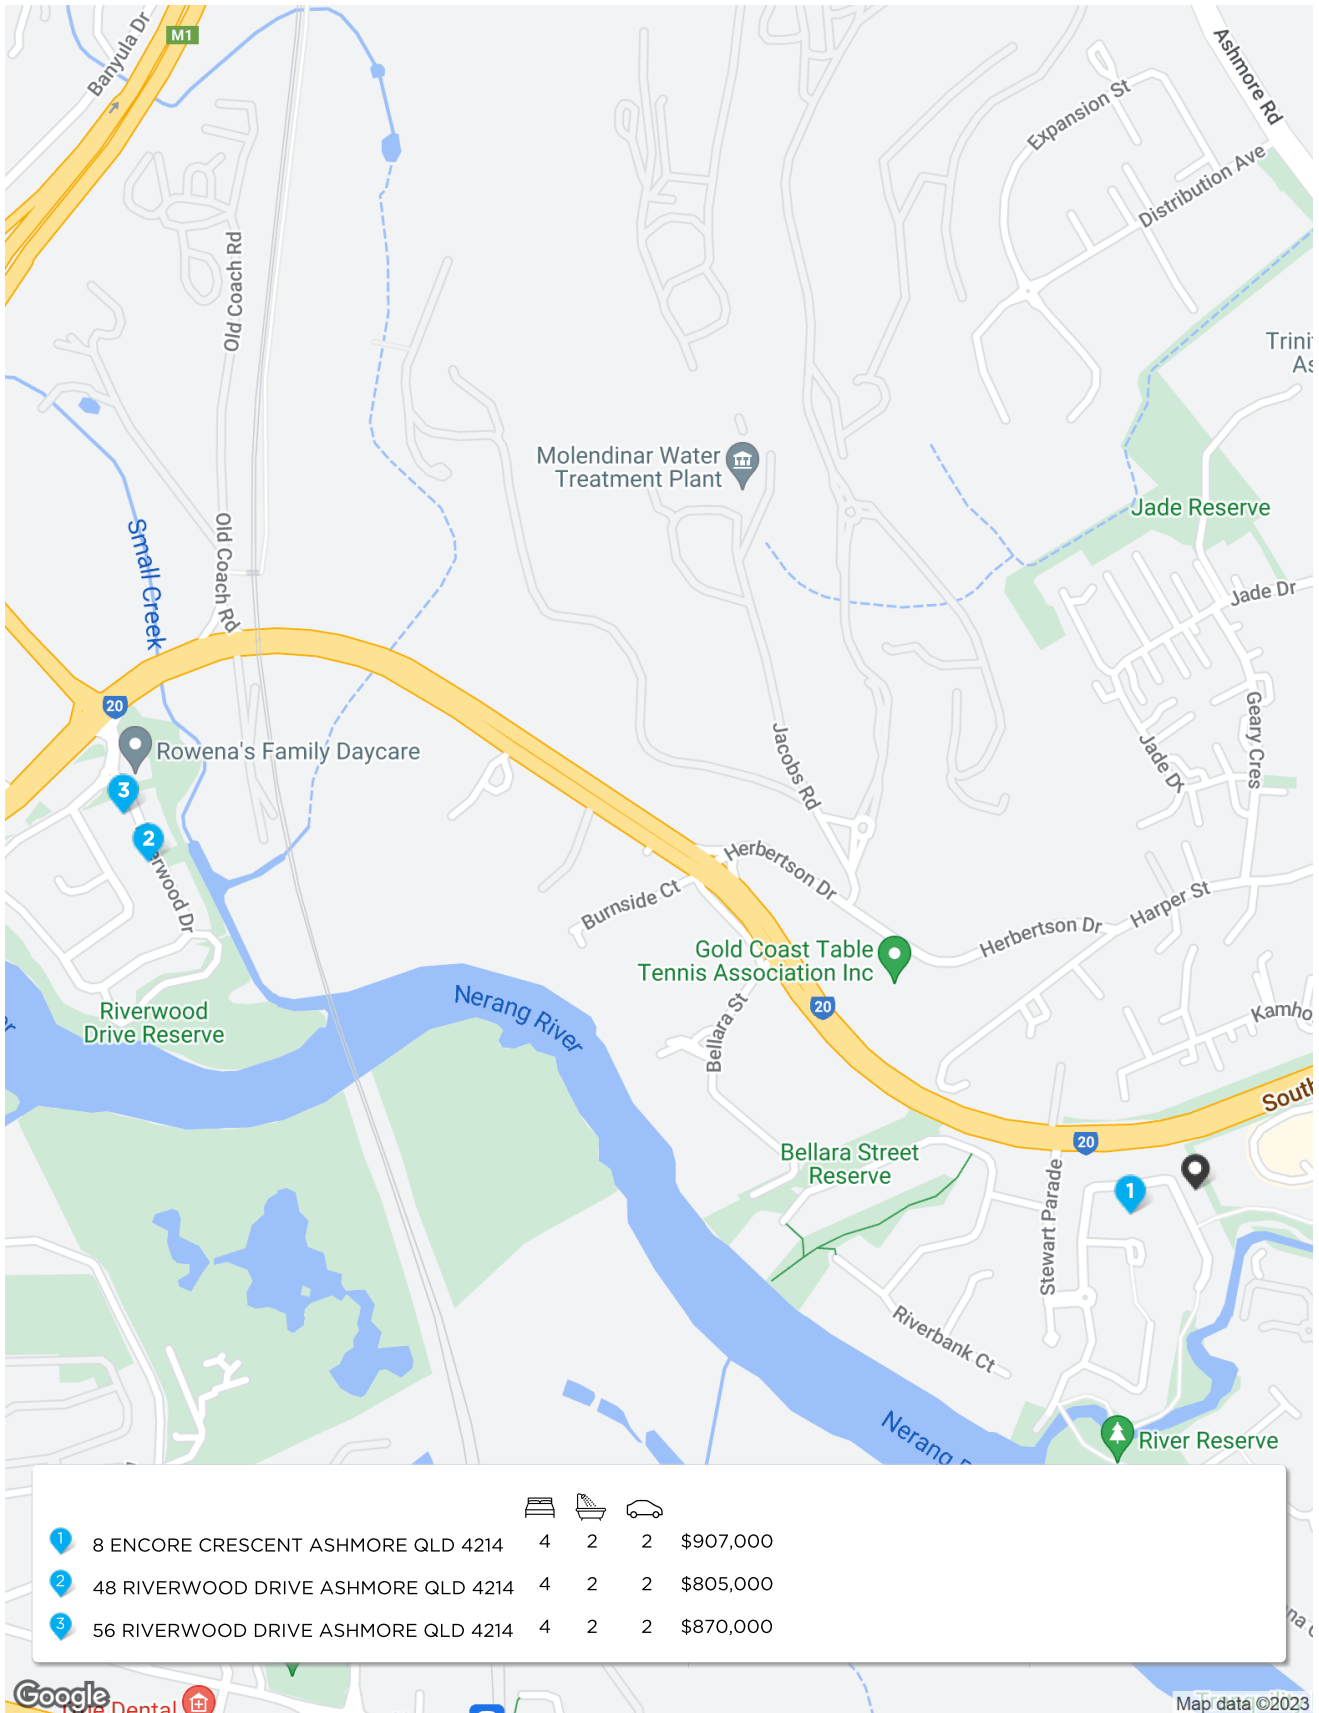 M1
Banyula Dr
Ashmore Rd
Expansion St
Distribution Ave
Old Coach Rd
Molendinar Water
Treatment Plant
Jade Reserve
Small Creek
Old Coach Rd
Jade Dr
20
Rowena's Family Daycare
Geary Cres
Jade Dr
Jacobs Rd
3
2
erwood Dr
Herbertson Dr
Burnside Ct
Harper St
Herbertson Dr
Gold Coast Table
Tennis Association Inc
20
Nerang River
Bellara St
Riverwood
Drive Reserve
Kamho
South
20
Bellara Street
Reserve
Stewart Parade
1
Riverbank Ct
Nerang
River Reserve
1 8 ENCORE CRESCENT ASHMORE QLD 4214 4 2 2 $907,000
2 48 RIVERWOOD DRIVE ASHMORE QLD 4214 4 2 2 $805,000
3 56 RIVERWOOD DRIVE ASHMORE QLD 4214 4 2 2 $870,000
Google
Dental
Map data ©2023